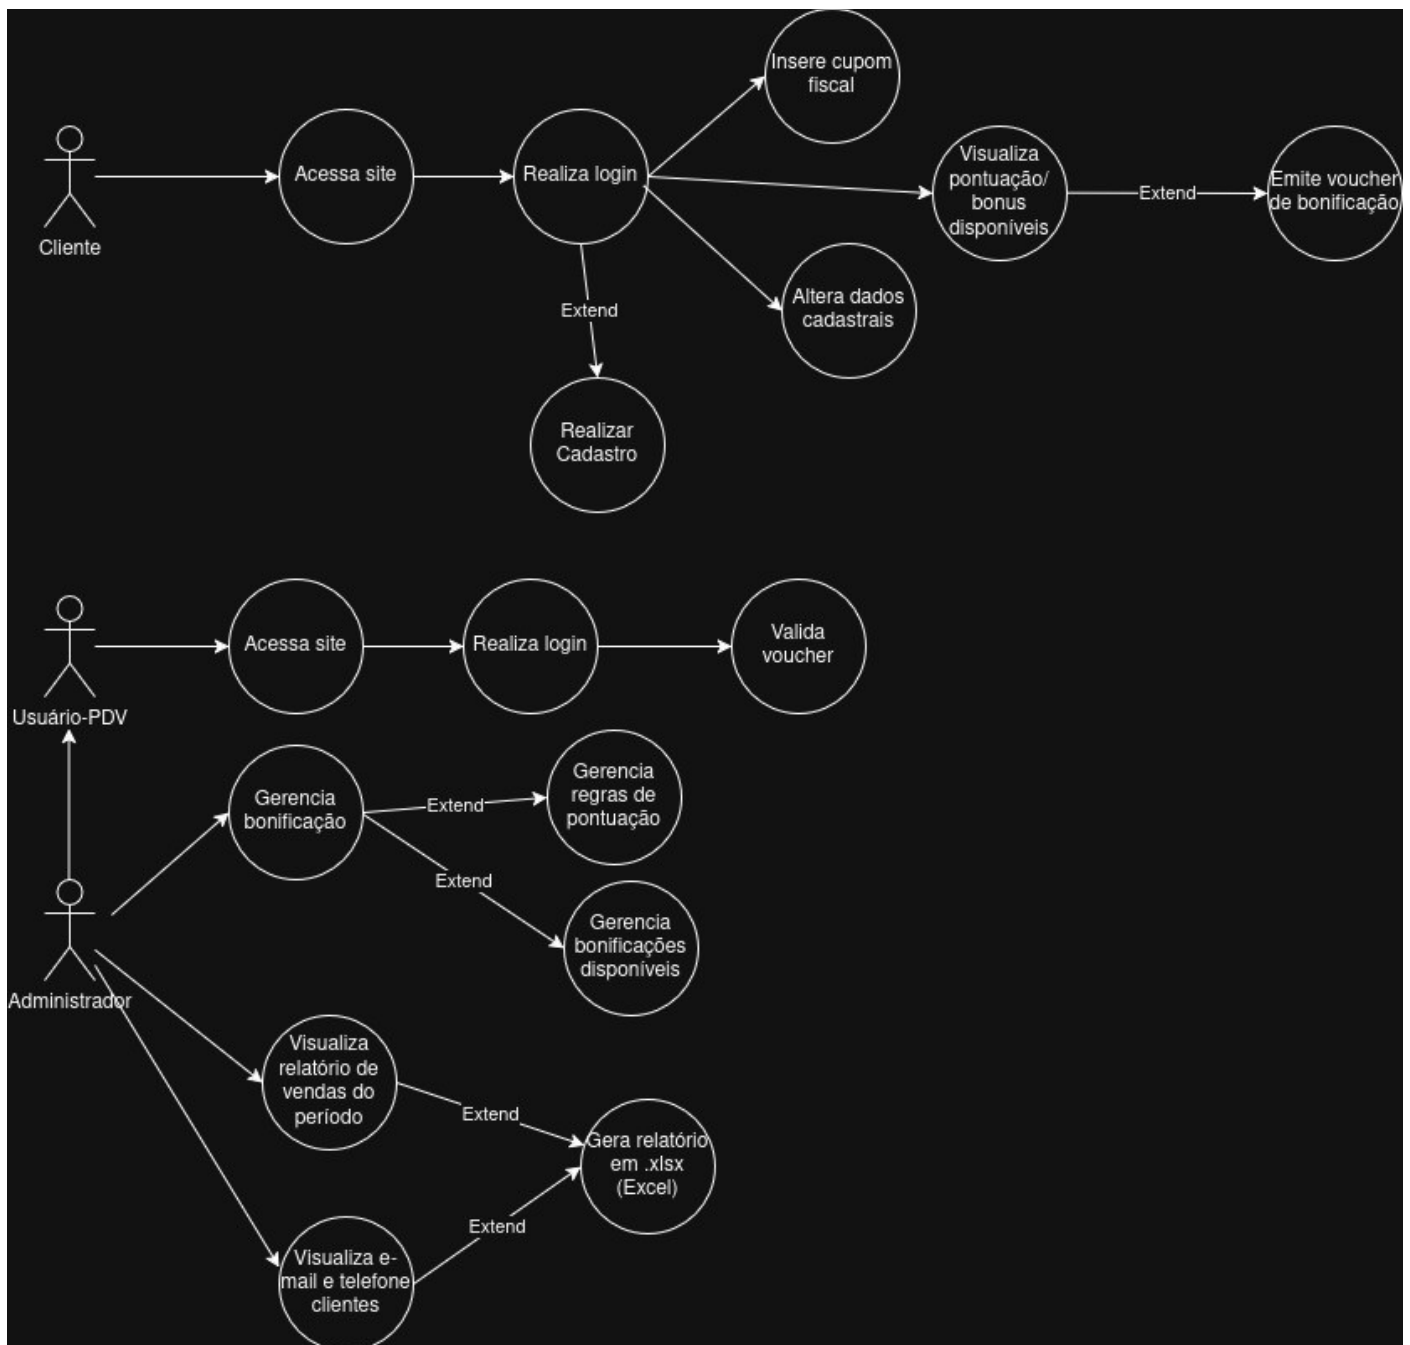 Insere cupom
fiscal
Acessa site
Realiza login
Visualiza
pontuação/
bonus
disponíveis
Extend
Emite voucher
de bonificação
Cliente
Extend
Altera dados
cadastrais
Realizar
Cadastro
Acessa site
Realiza login
Valida
voucher
Usuário-PDV
Gerencia
bonificação
Extend
Gerencia
regras de
pontuação
Extend
Gerencia
bonificações
disponíveis
Administrador
Visualiza
relatório de
vendas do
período
Extend
Gera relatório
em .xlsx
(Excel)
Extend
Visualiza e-
mail e telefone
clientes